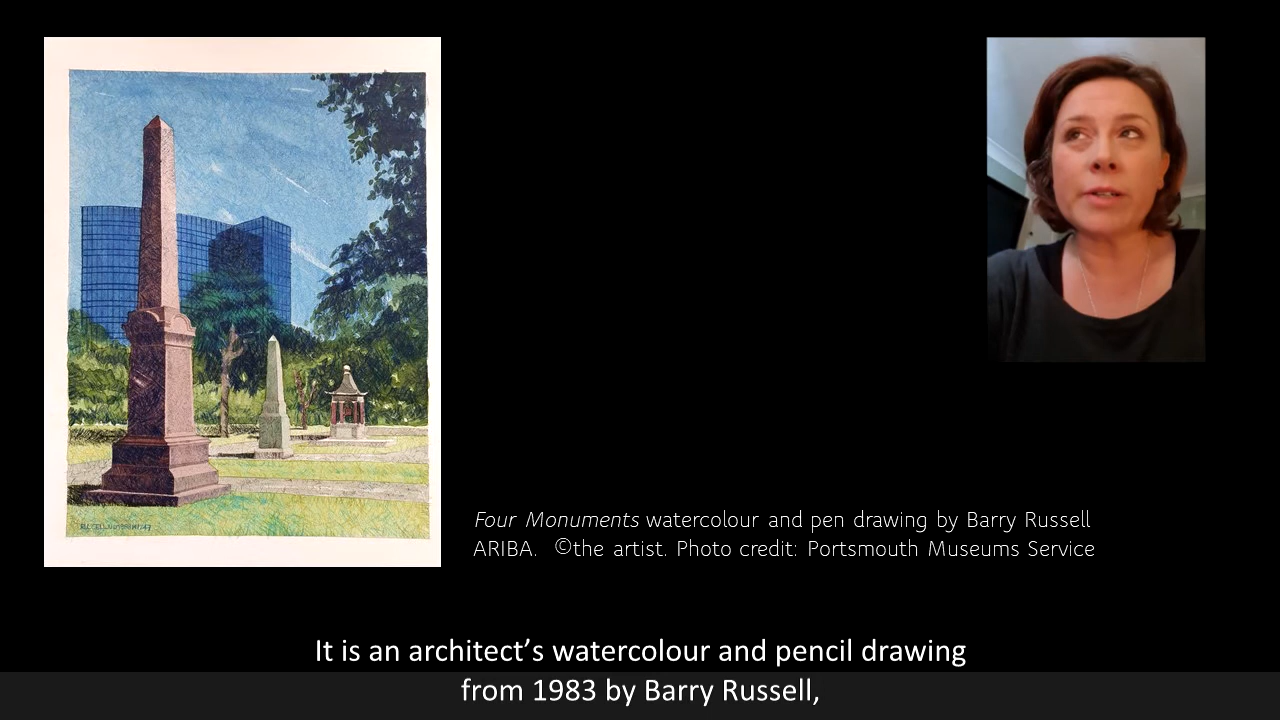 Four Monuments watercolour and pen drawing by Barry Russell
ARIBA. ©the artist. Photo credit: Portsmouth Museums Service
It is an architect’s watercolour and pencil drawing
from 1983 by Barry Russell,